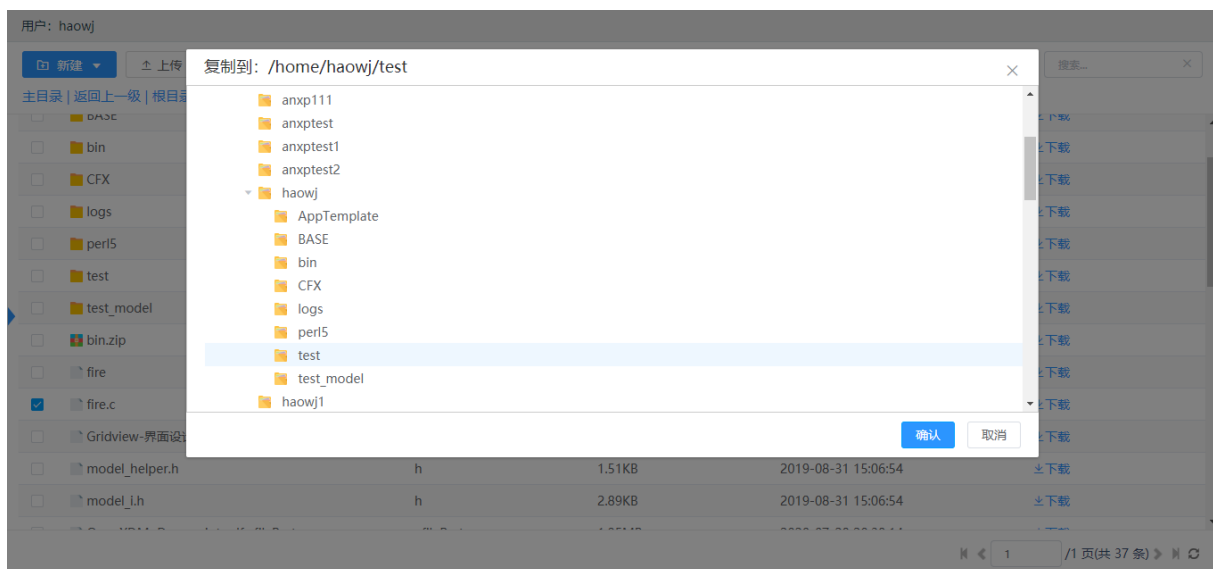 用户：haowj
新建 上传
复制到：/home/haowj/test
搜索...
主目录 | 返回上一级 | 根目录
anxp111
anxptest
anxptest1
anxptest2
haowj
AppTemplate
BASE
bin
CFX
logs
perl5
test
test_model
haowj1
确认 取消
BASE 下载
bin 下载
CFX 下载
logs 下载
perl5 下载
test 下载
test_model 下载
bin.zip 下载
fire 下载
fire.c 下载
Gridview-界面设 下载
model_helper.h h 1.51KB 2019-08-31 15:06:54 下载
model_i.h h 2.89KB 2019-08-31 15:06:54 下载
1 /1 页(共 37 条)